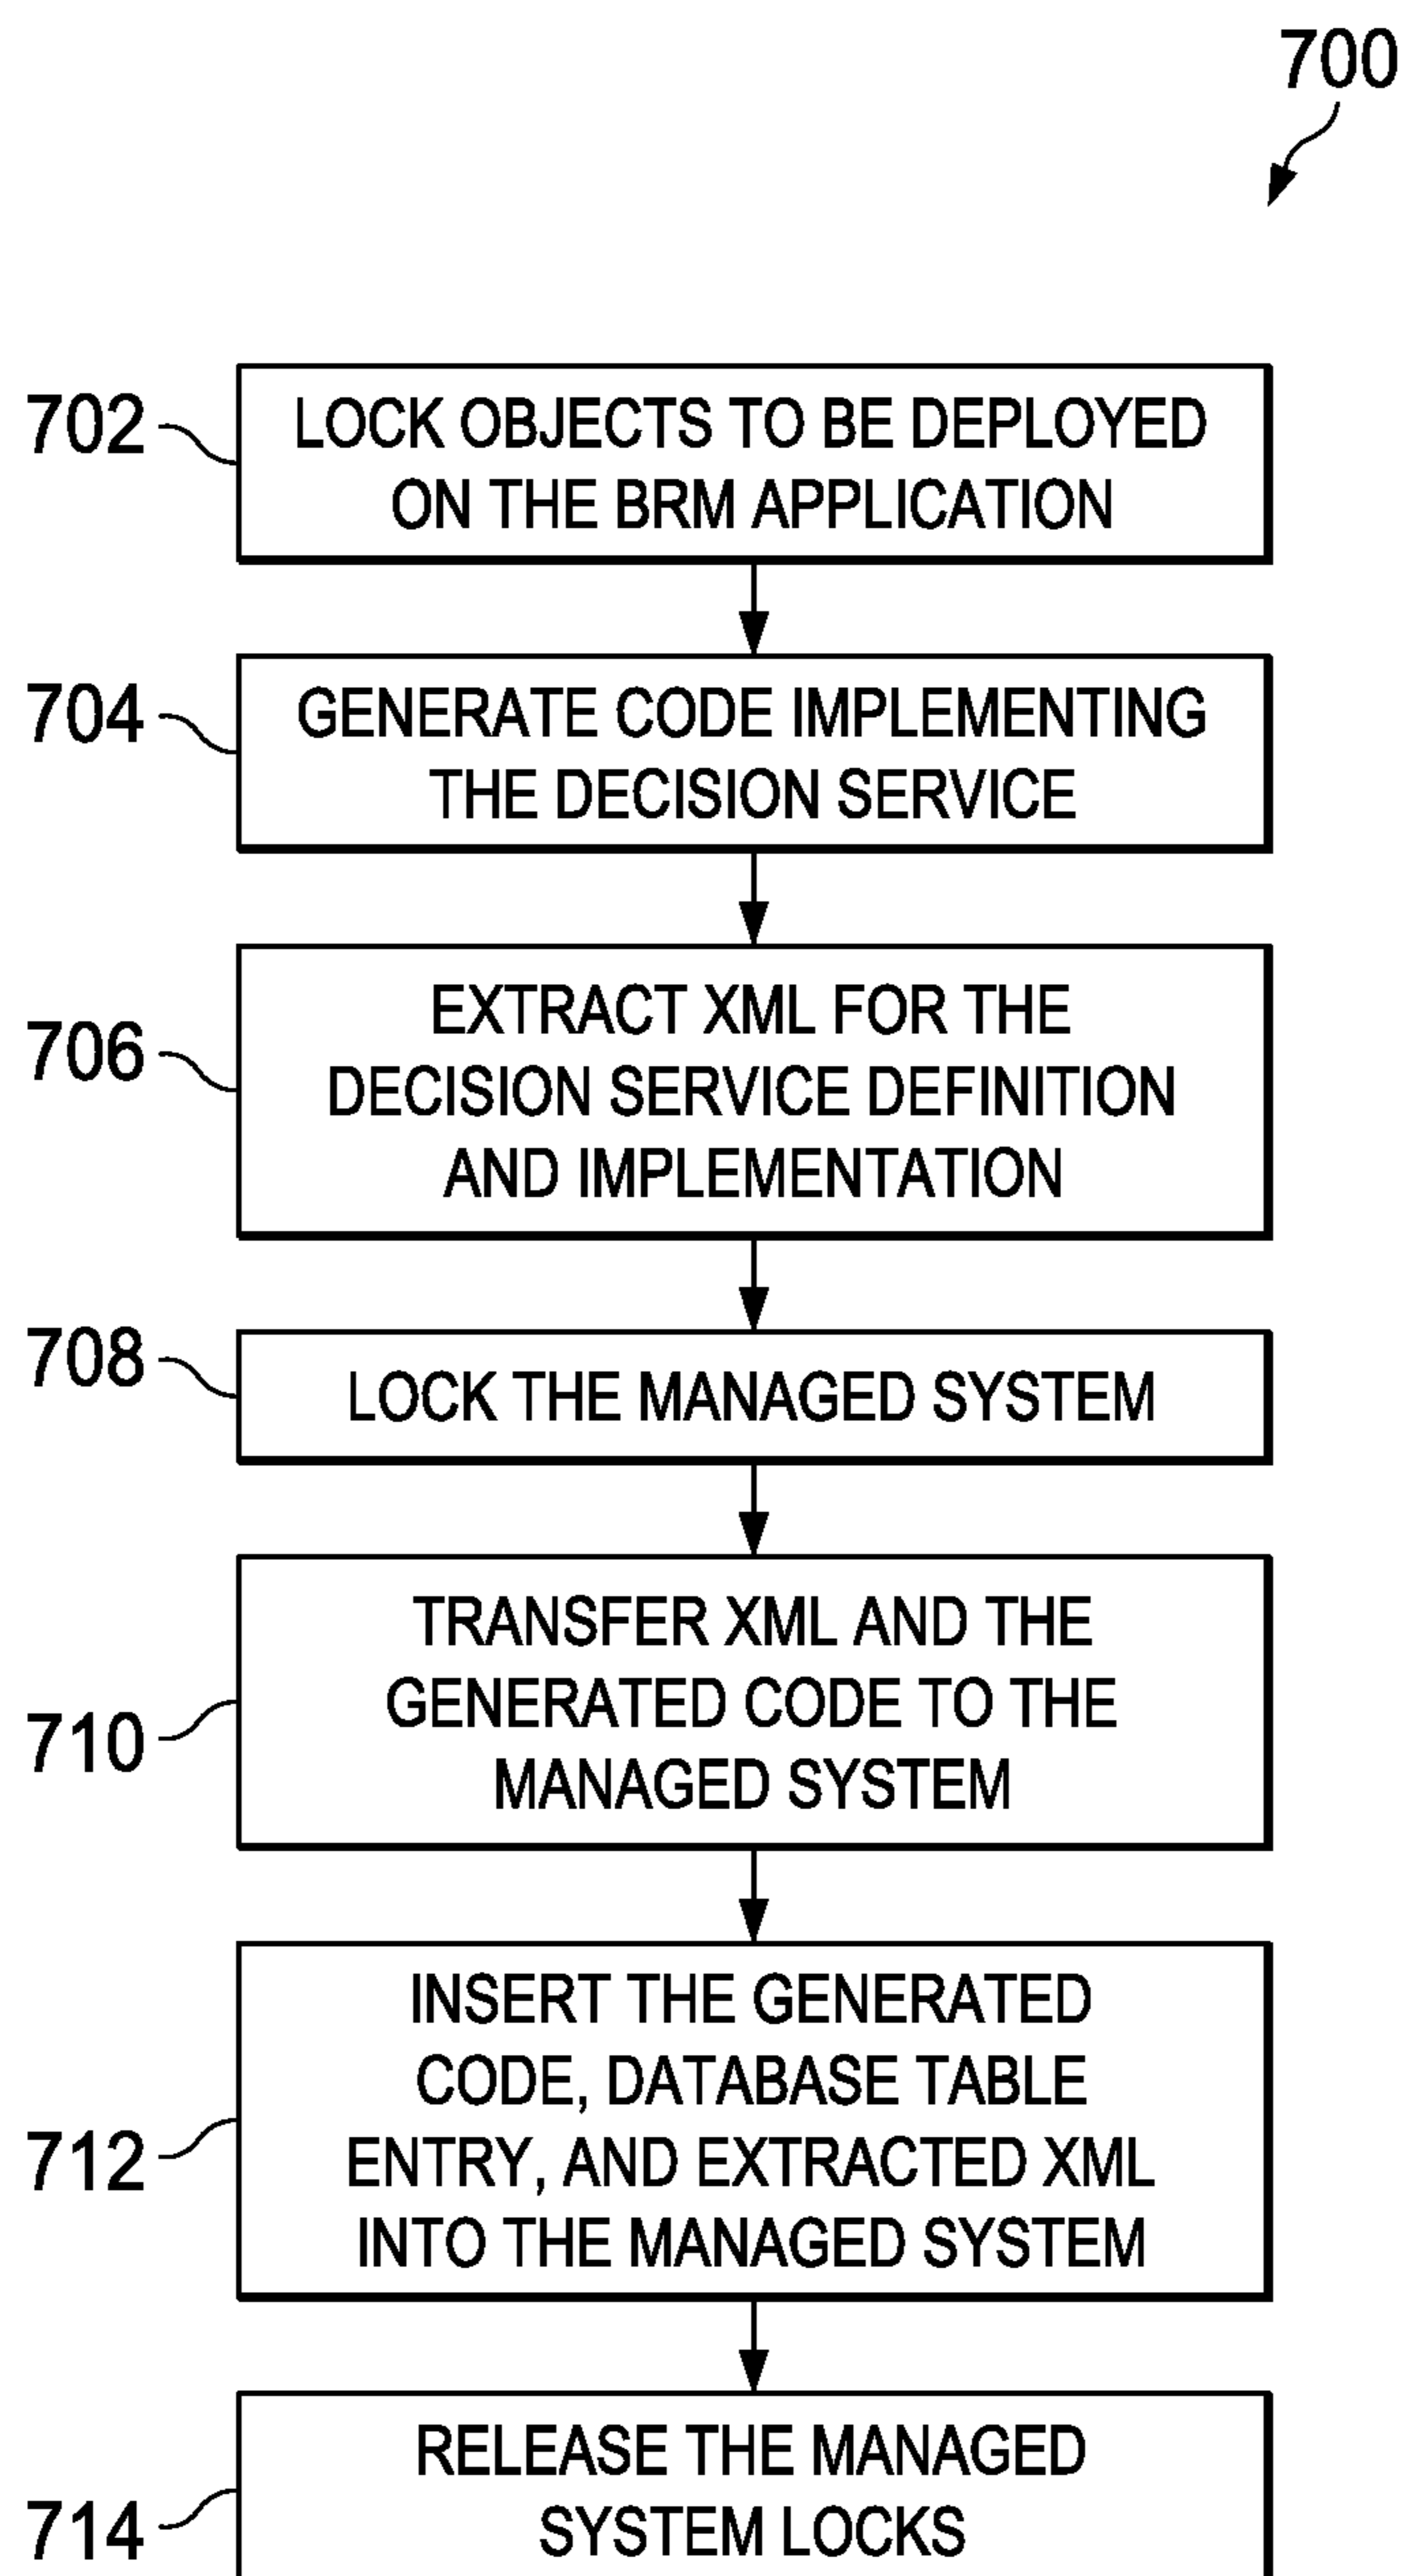 700
702
LOCK OBJECTS TO BE DEPLOYED
ON THE BRM APPLICATION
704
GENERATE CODE IMPLEMENTING
THE DECISION SERVICE
706
EXTRACT XML FOR THE
DECISION SERVICE DEFINITION
AND IMPLEMENTATION
708
LOCK THE MANAGED SYSTEM
710
TRANSFER XML AND THE
GENERATED CODE TO THE
MANAGED SYSTEM
712
INSERT THE GENERATED
CODE, DATABASE TABLE
ENTRY, AND EXTRACTED XML
INTO THE MANAGED SYSTEM
714
RELEASE THE MANAGED
SYSTEM LOCKS